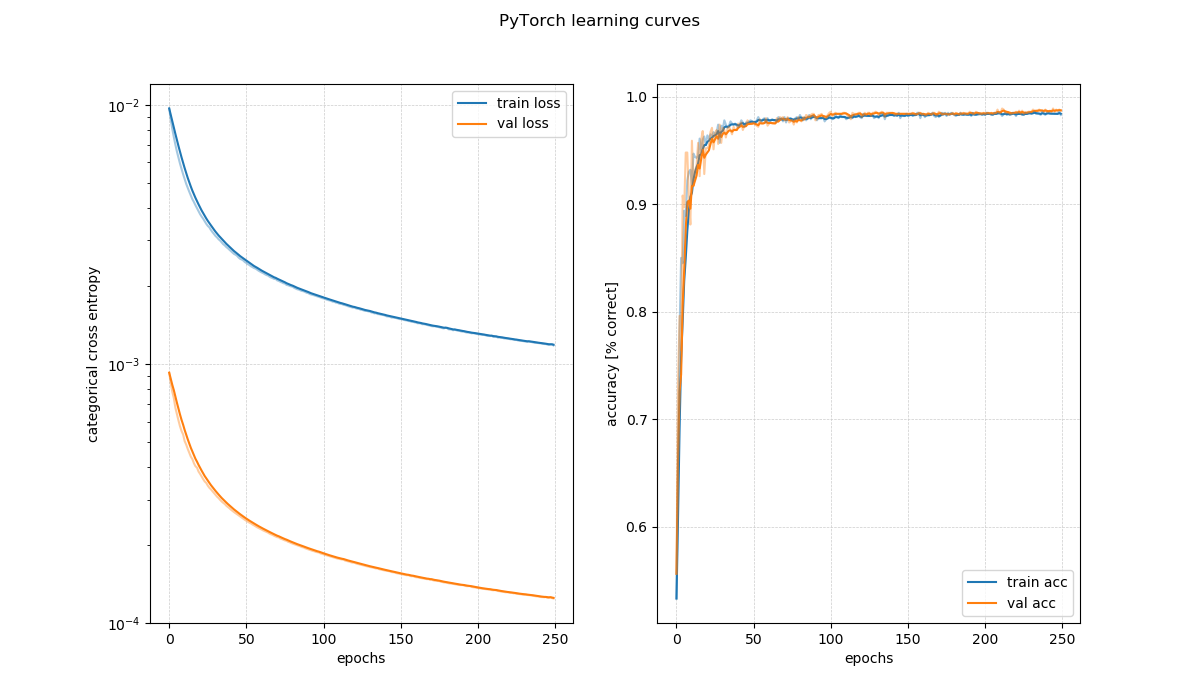 PyTorch learning curves
train loss
val loss
10⁻²
10⁻³
10⁻⁴
categorical cross entropy
0 50 100 150 200 250
epochs
1.0
0.9
0.8
0.7
0.6
accuracy [% correct]
train acc
val acc
0 50 100 150 200 250
epochs